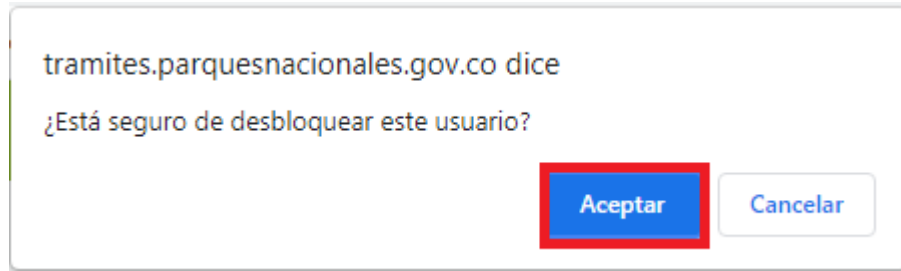 tramites.parquesnacionales.gov.co dice
¿Está seguro de desbloquear este usuario?
Aceptar Cancelar